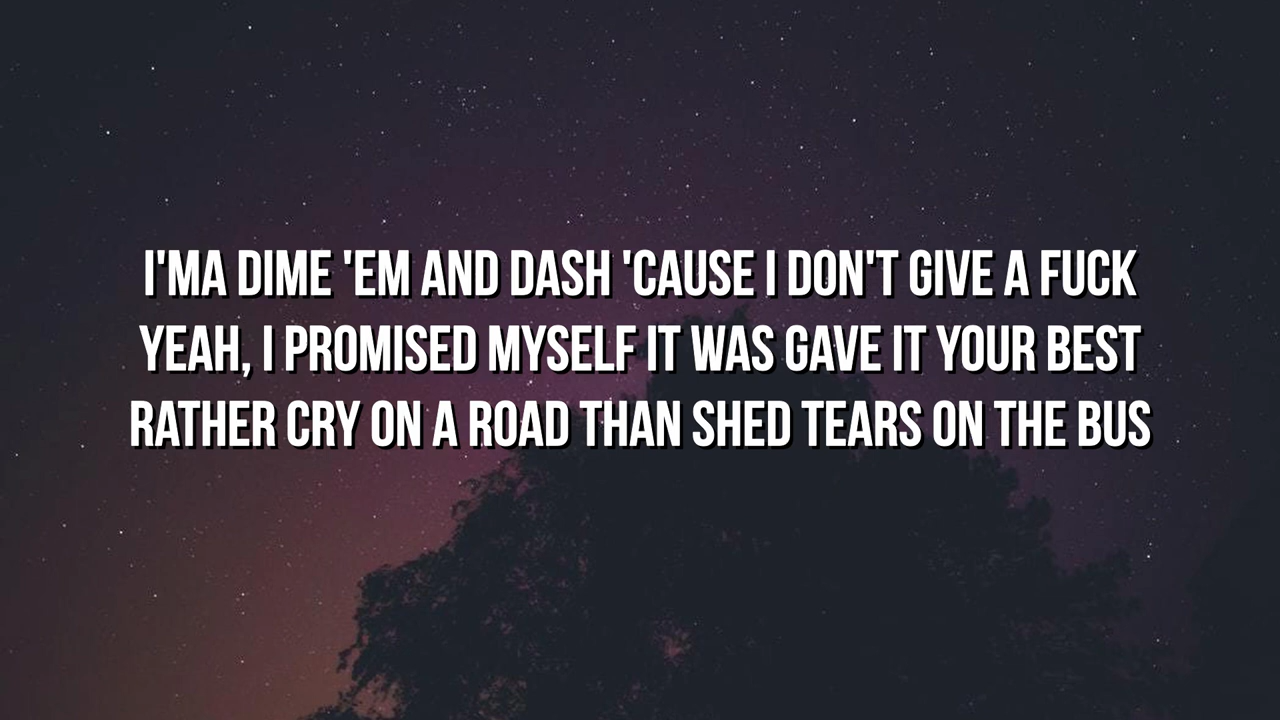 I'MA DIME 'EM AND DASH 'CAUSE I DON'T GIVE A FUCK
YEAH, I PROMISED MYSELF IT WAS GAVE IT YOUR BEST
RATHER CRY ON A ROAD THAN SHED TEARS ON THE BUS